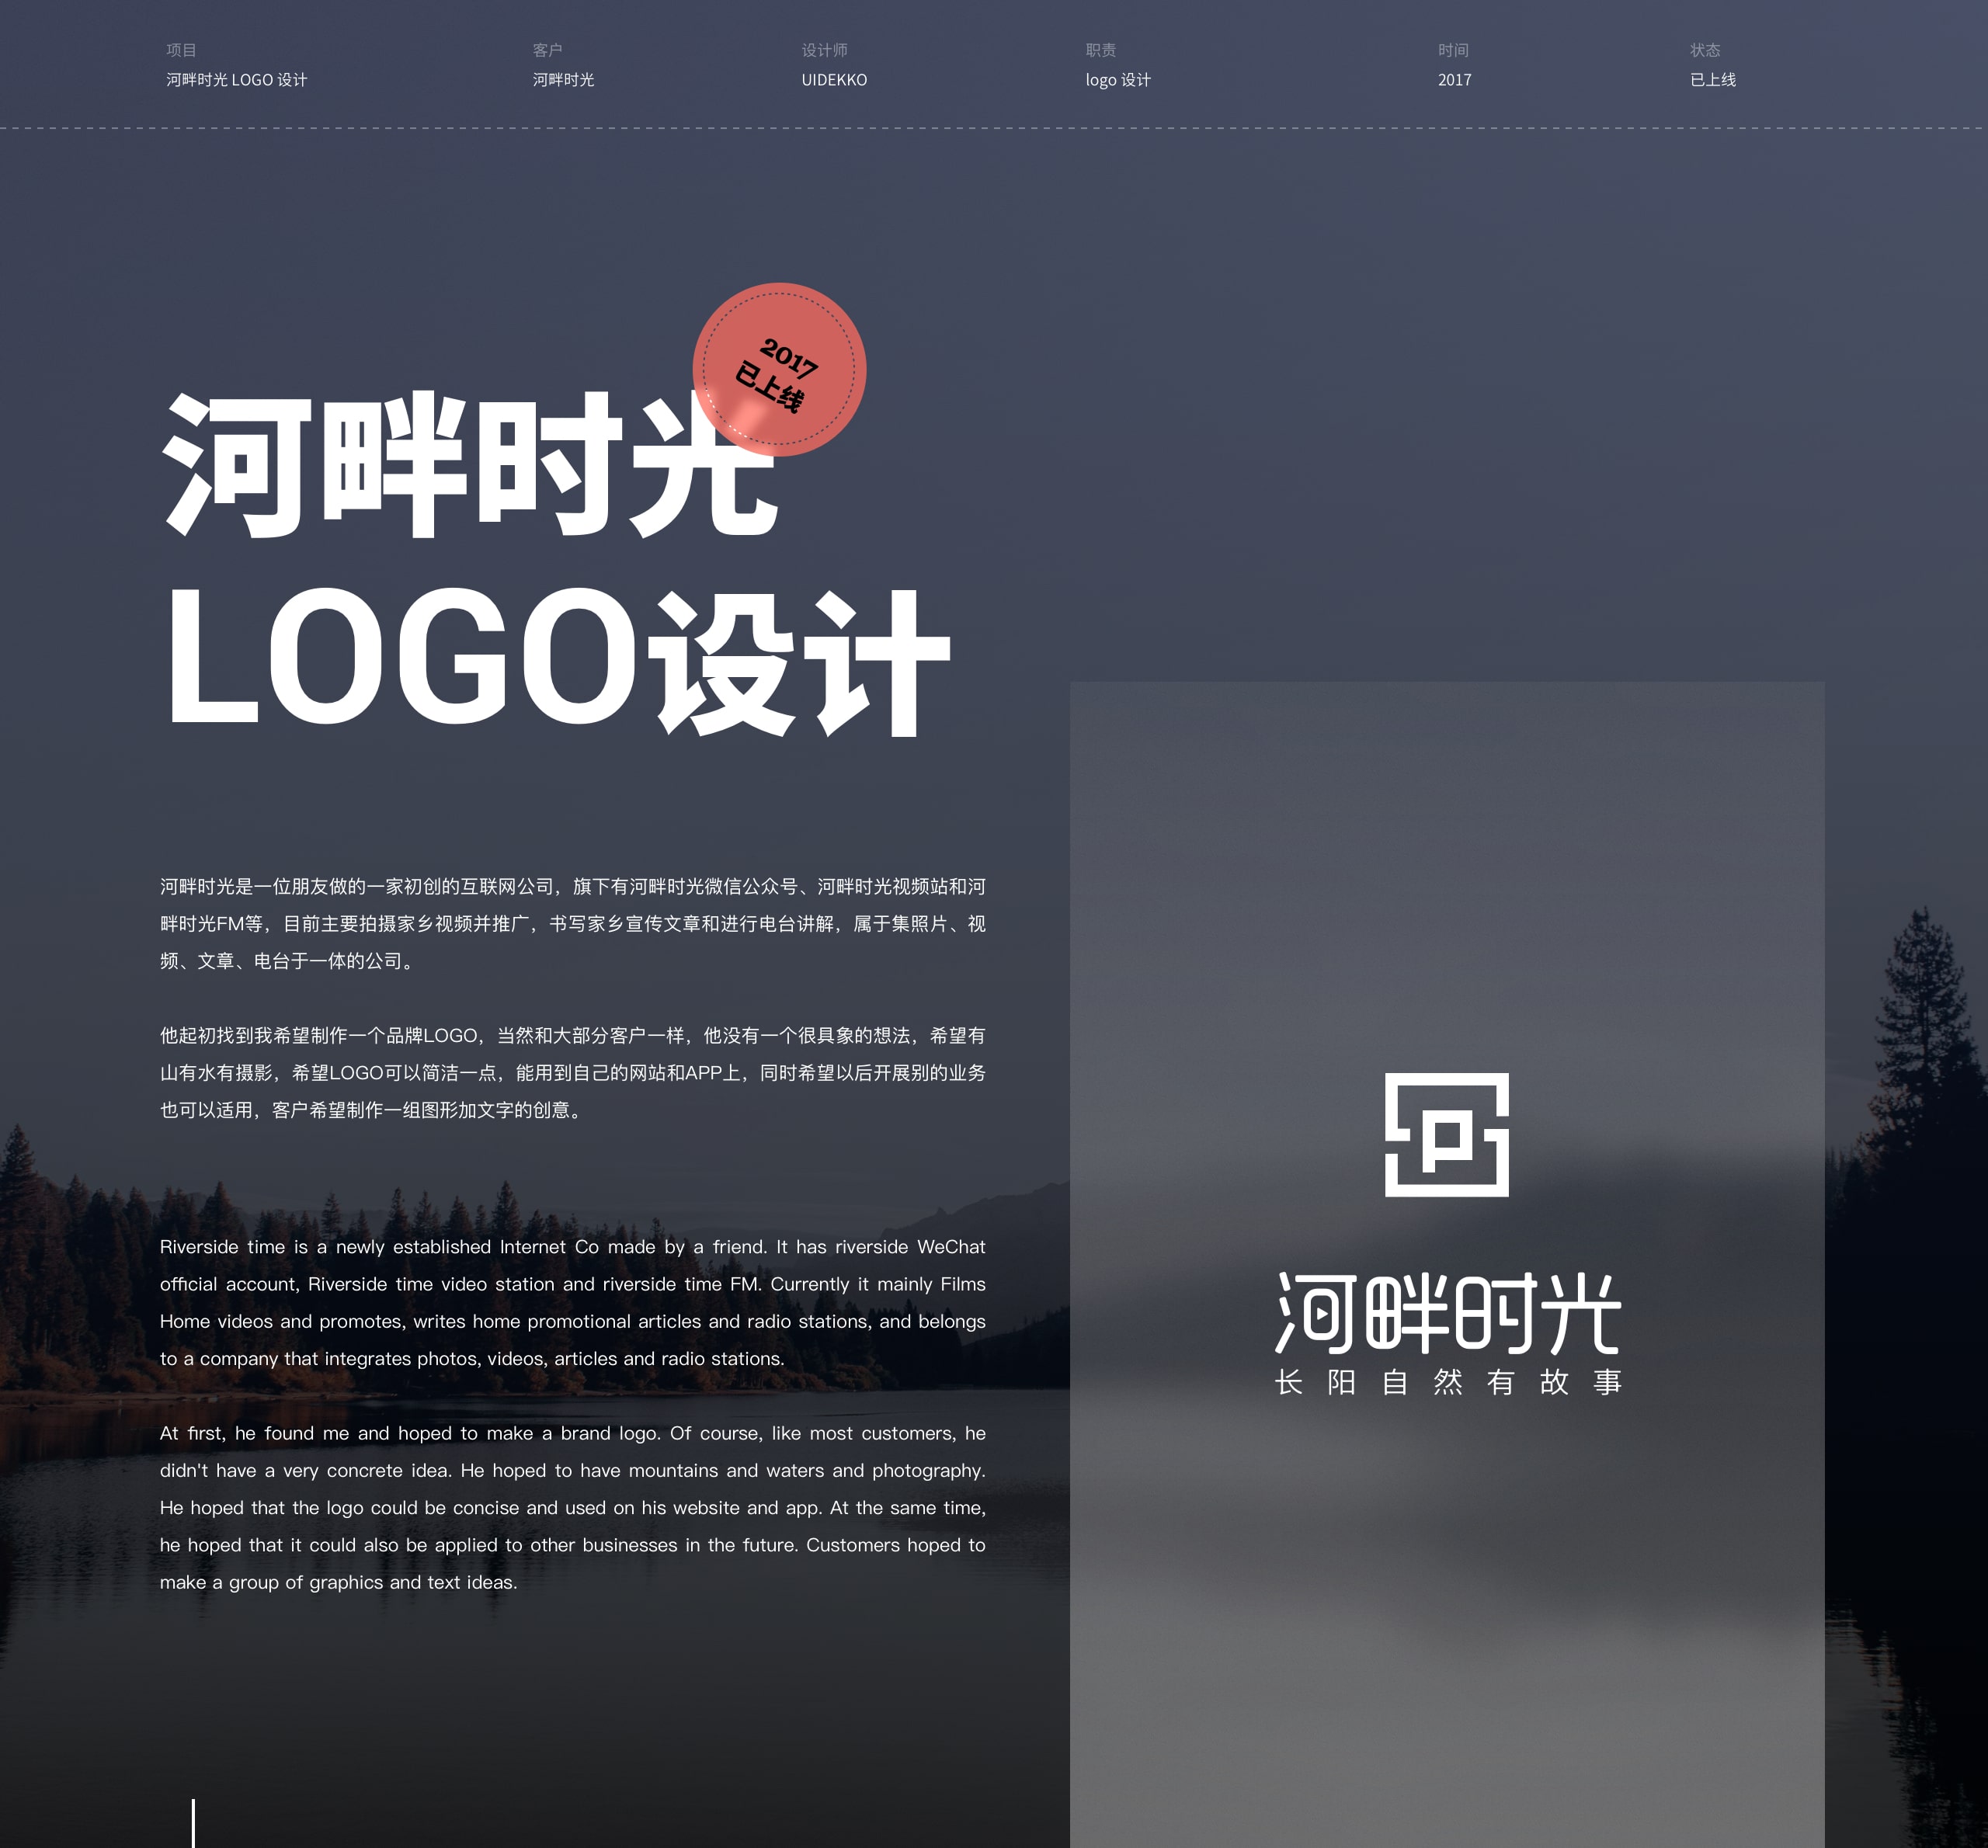 项目
河畔时光 LOGO 设计
客户
河畔时光
设计师
UIDEKKO
职责
logo 设计
时间
2017
状态
已上线
2017
已上线
河畔时光
LOGO设计
河畔时光是一位朋友做的一家初创的互联网公司，旗下有河畔时光微信公众号、河畔时光视频站和河
畔时光FM等，目前主要拍摄家乡视频并推广，书写家乡宣传文章和进行电台讲解，属于集照片、视
频、文章、电台于一体的公司。
他起初找到我希望制作一个品牌LOGO，当然和大部分客户一样，他没有一个很具象的想法，希望有
山有水有摄影，希望LOGO可以简洁一点，能用到自己的网站和APP上，同时希望以后开展别的业务
也可以适用，客户希望制作一组图形加文字的创意。
Riverside time is a newly established Internet Co made by a friend. It has riverside WeChat
official account, Riverside time video station and riverside time FM. Currently it mainly Films
Home videos and promotes, writes home promotional articles and radio stations, and belongs
to a company that integrates photos, videos, articles and radio stations.
At first, he found me and hoped to make a brand logo. Of course, like most customers, he
didn't have a very concrete idea. He hoped to have mountains and waters and photography.
He hoped that the logo could be concise and used on his website and app. At the same time,
he hoped that it could also be applied to other businesses in the future. Customers hoped to
make a group of graphics and text ideas.
河畔时光
长阳自然有故事